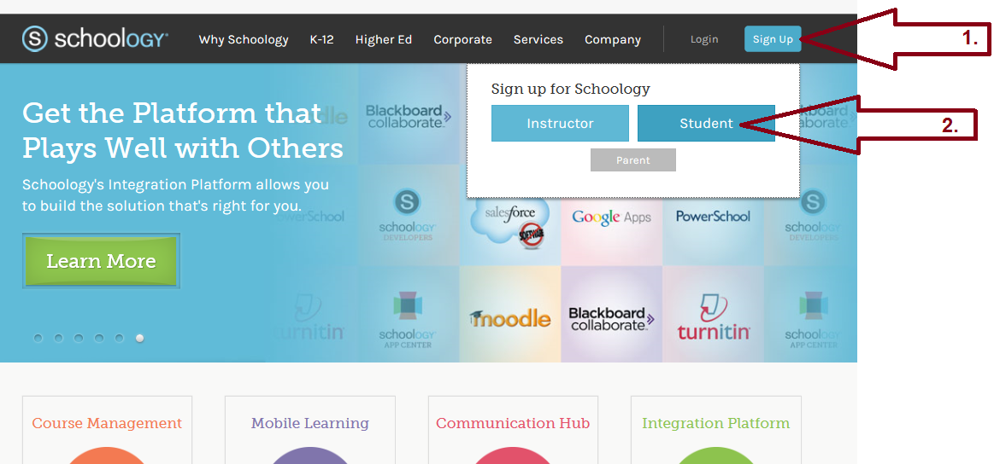 schoology
Why Schoology K-12 Higher Ed Corporate Services Company Login Sign Up
1.
Sign up for Schoology
Instructor Student
2.
Parent
Get the Platform that
Plays Well with Others
Schoology's Integration Platform allows you
to build the solution that's right for you.
Learn More
Blackboard
collaborate
PowerSchool
schoology
DEVELOPERS
salesforce
SOFTWARE
Google Apps
PowerSchool
schoology
DEVELOPERS
turnitin
schoology
APP CENTER
moodle
Blackboard
collaborate
turnitin
schoology
APP CENTER
Course Management
Mobile Learning
Communication Hub
Integration Platform